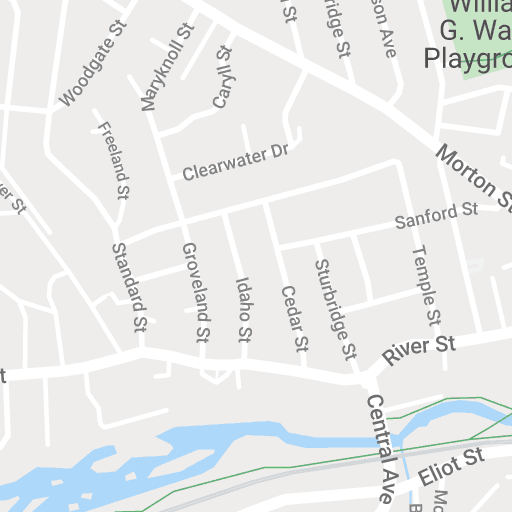 Willia
G. Wa
Playgro
Woodgate St
Maryknoll St
Caryll St
Freeland St
Clearwater Dr
Morton St
Sanford St
Standard St
Groveland St
Idaho St
Cedar St
Sturbridge St
Temple St
River St
Central Ave
Eliot St